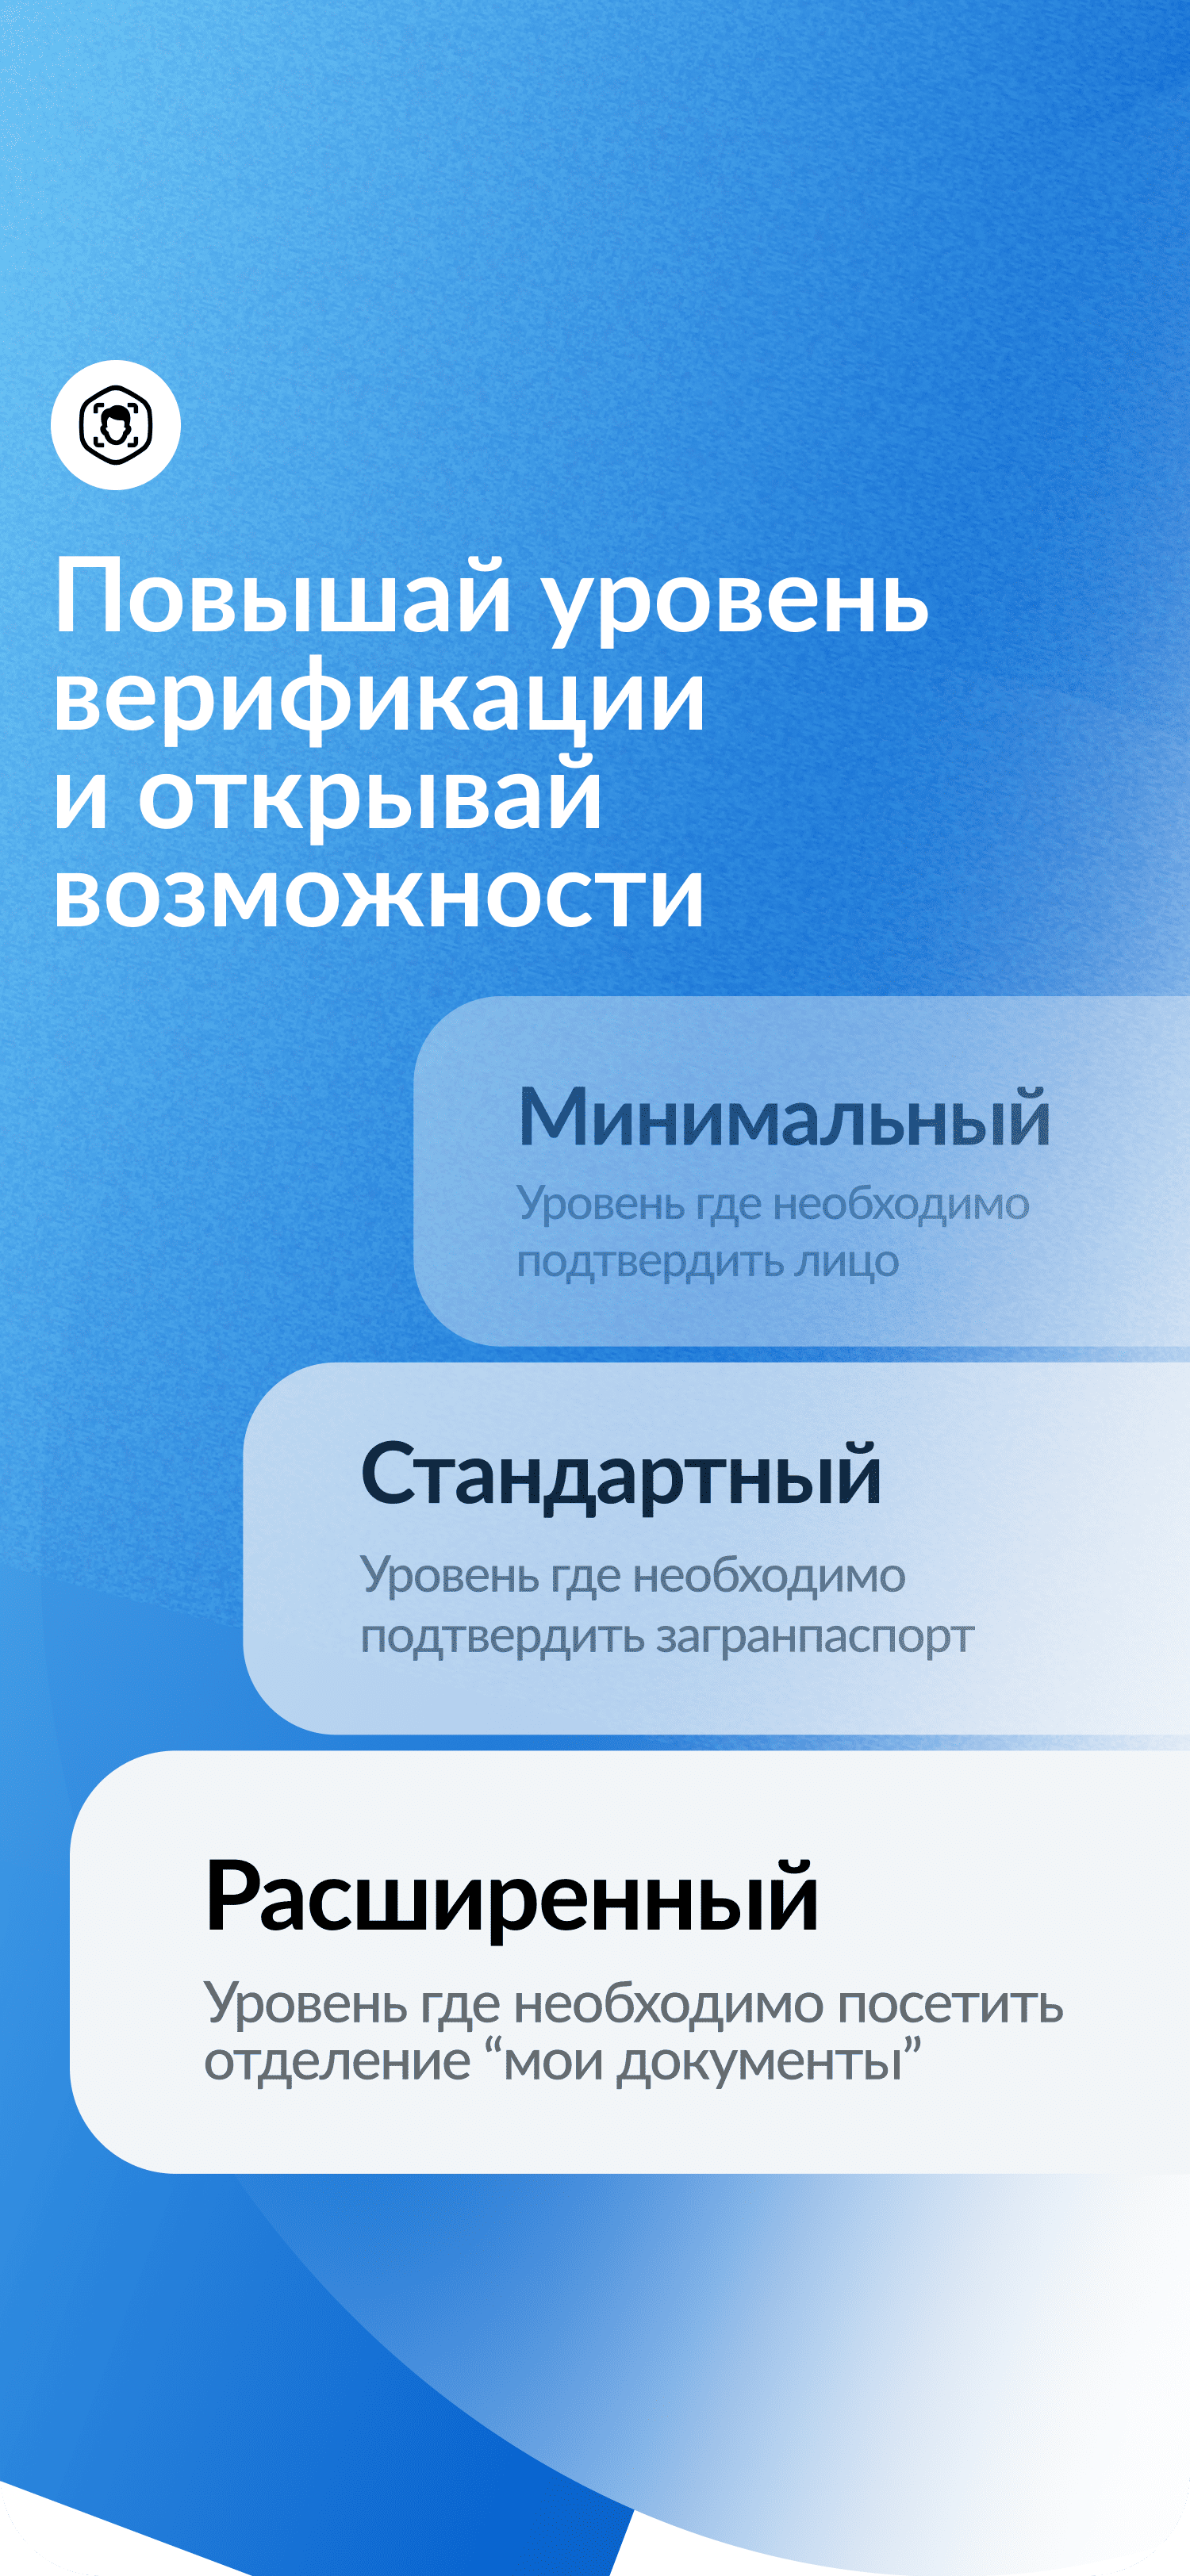 Повышай уровень
верификации
и открывай
возможности
Минимальный
Уровень где необходимо
подтвердить лицо
Стандартный
Уровень где необходимо
подтвердить загранпаспорт
Расширенный
Уровень где необходимо посетить
отделение “мои документы”